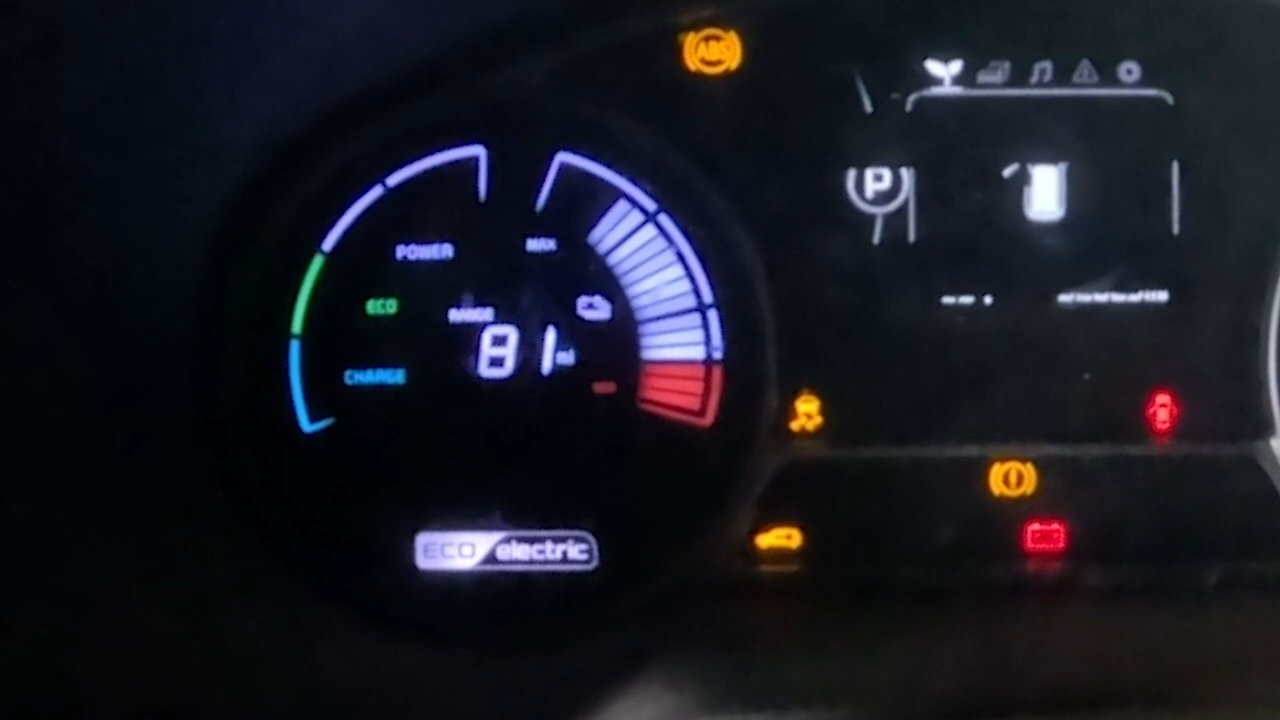 ABS
P
POWER
MAX
ECO
RANGE
81 mi
CHARGE
ECO electric